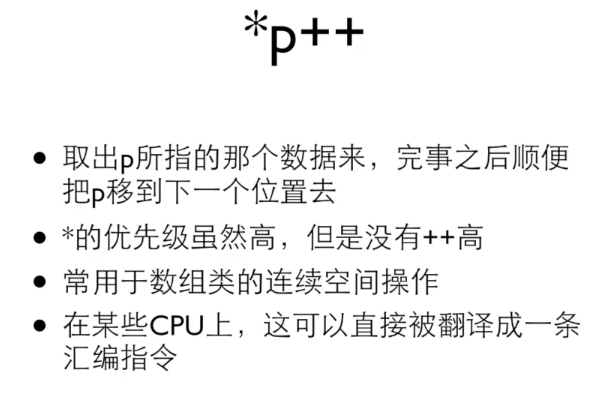 *p++
• 取出p所指的那个数据来，完事之后顺便
把p移到下一个位置去
• *的优先级虽然高，但是没有++高
• 常用于数组类的连续空间操作
• 在某些CPU上，这可以直接被翻译成一条
汇编指令